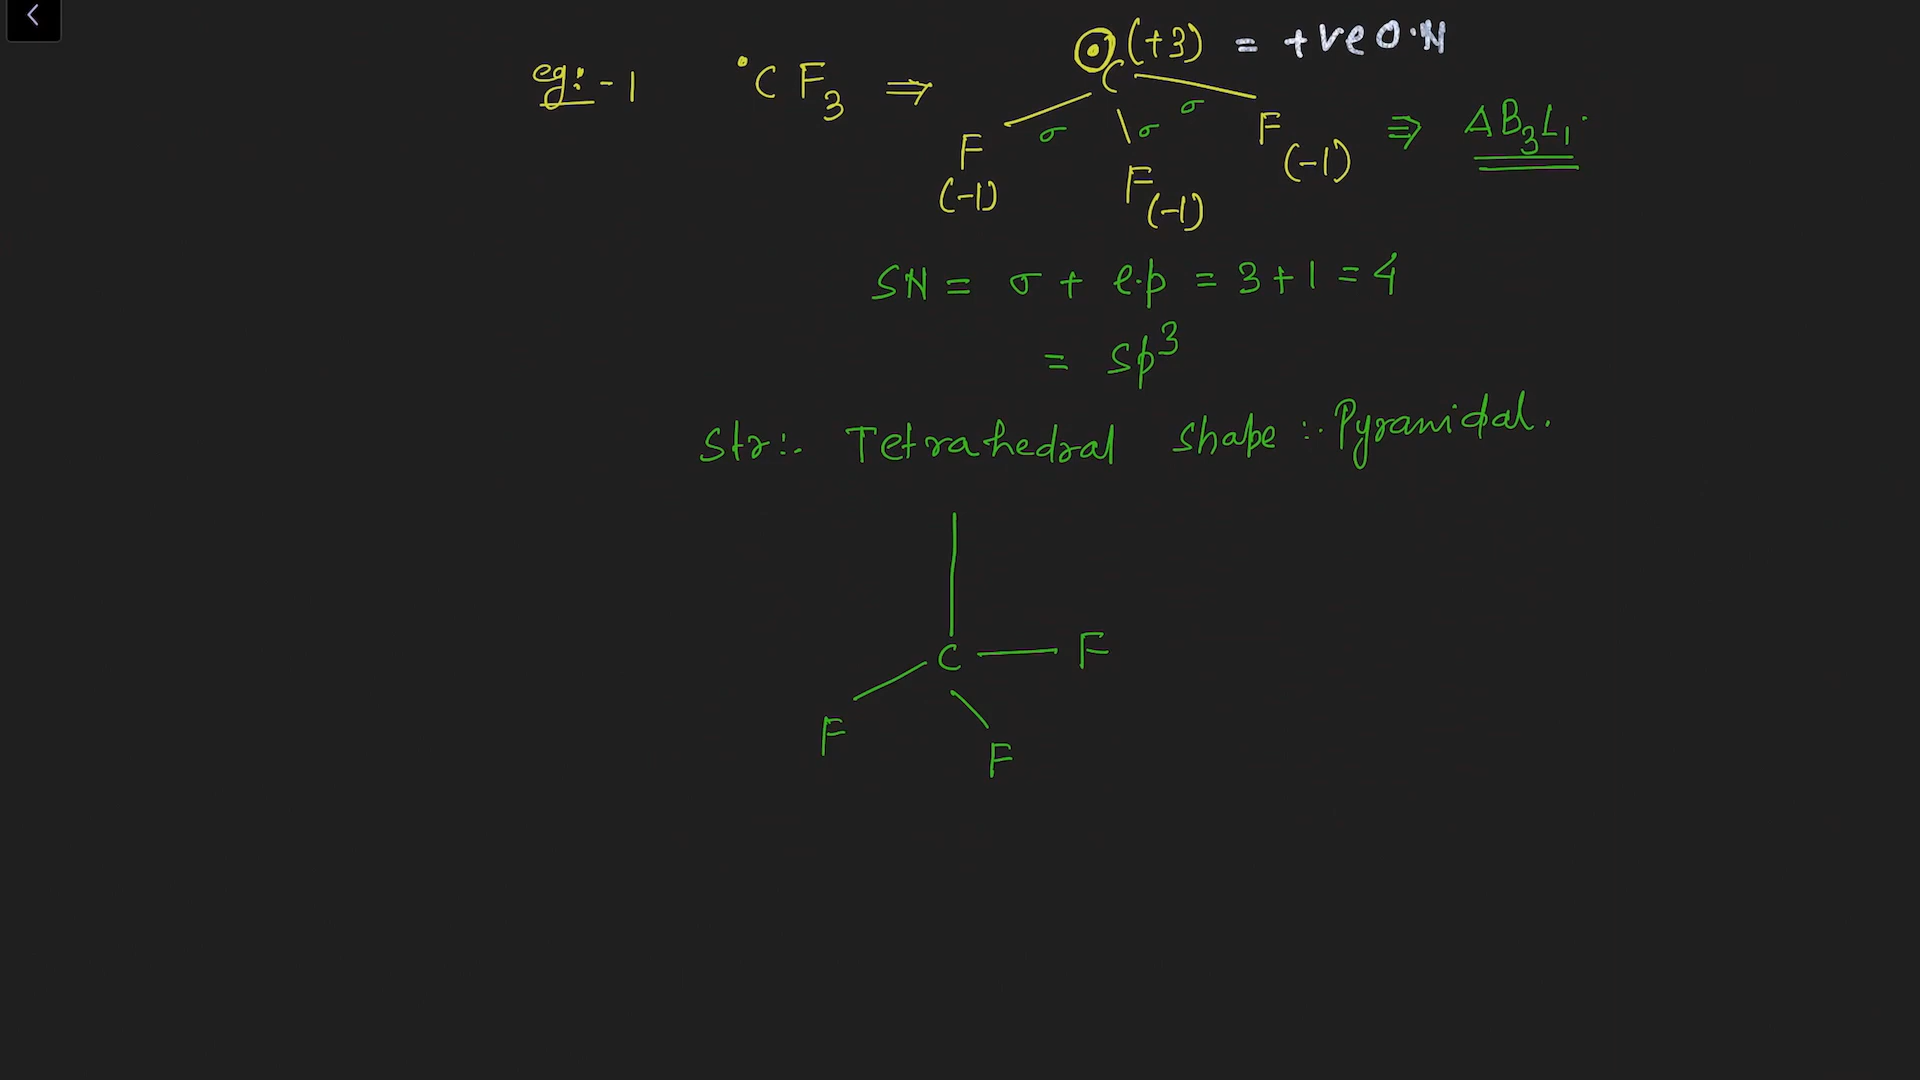 eg:-1 •CF3 ⇒ C (+3) = +ve O.N
σ σ σ
F (-1) F (-1) F (-1) ⇒ AB3L1.
SN = σ + l.p = 3+1 = 4
= sp³
Str:- Tetrahedral shape:- Pyramidal.
C F
F
F